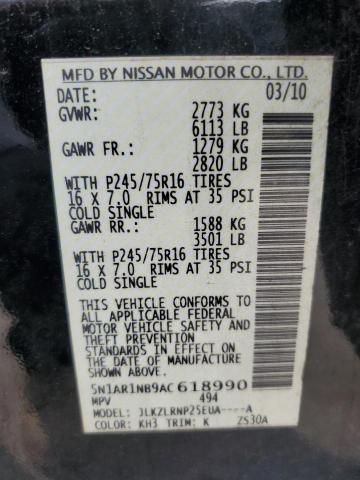 MFD BY NISSAN MOTOR CO., LTD.
DATE: 03/10
GVWR: 2773 KG
6113 LB
GAWR FR.: 1279 KG
2820 LB
WITH P245/75R16 TIRES
16 X 7.0 RIMS AT 35 PSI
COLD SINGLE
GAWR RR.: 1588 KG
3501 LB
WITH P245/75R16 TIRES
16 X 7.0 RIMS AT 35 PSI
COLD SINGLE
THIS VEHICLE CONFORMS TO
ALL APPLICABLE FEDERAL
MOTOR VEHICLE SAFETY AND
THEFT PREVENTION
STANDARDS IN EFFECT ON THE
DATE OF MANUFACTURE
SHOWN ABOVE.
5N1AR1NB9AC618990
MPV 494
MODEL: JLKZLRNP25EUA----A
COLOR: KH3 TRIM: K ZS30A